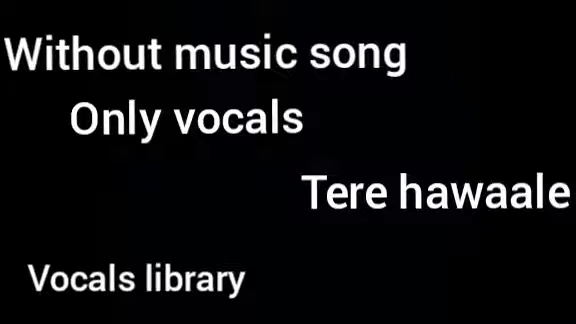 Without music song
Only vocals
Tere hawaale
Vocals library